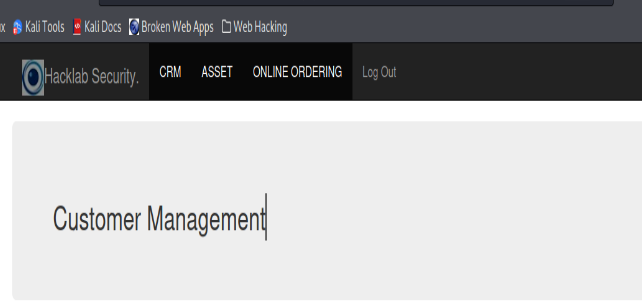 Kali Tools Kali Docs Broken Web Apps Web Hacking
Hacklab Security. CRM ASSET ONLINE ORDERING Log Out
Customer Management